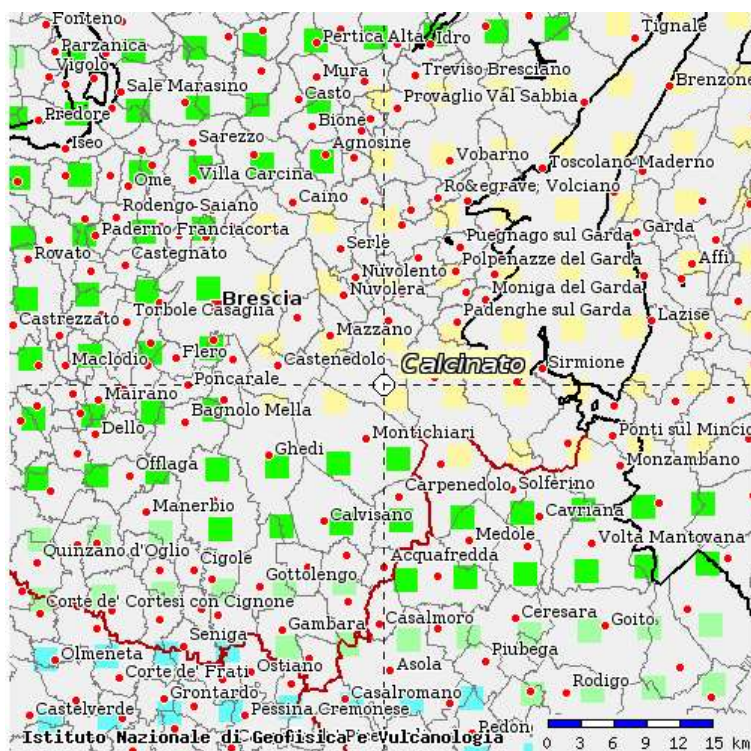 Fonteno
Tignale
Pertica Alta
Idro
Parzanica
Vigolo
Mura
Treviso Bresciano
Brenzone
Sale Marasino
Casto
Provaglio Val Sabbia
Predore
Bione
Iseo
Sarezzo
Agnosine
Vobarno
Toscolano-Maderno
Ome
Villa Carcina
Caino
Ro&egrave; Volciano
Rodengo-Saiano
Paderno Franciacorta
Serle
Puegnago sul Garda
Garda
Rovato
Castegnato
Nuvolento
Polpenazze del Garda
Affi
Brescia
Nuvolera
Moniga del Garda
Castrezzato
Torbole Casaglia
Mazzano
Padenghe sul Garda
Lazise
Maclodio
Flero
Castenedolo
Calcinato
Sirmione
Poncarale
Mairano
Bagnolo Mella
Dello
Ghedi
Montichiari
Ponti sul Mincio
Monzambano
Offlaga
Carpenedolo
Solferino
Manerbio
Calvisano
Cavriana
Medole
Volta Mantovana
Quinzano d'Oglio
Cigole
Acquafredda
Gottolengo
Corte de' Cortesi con Cignone
Gambara
Casalmoro
Ceresara
Goito
Seniga
Olmeneta
Piubega
Corte de' Frati
Ostiano
Asola
Grontardo
Casalromano
Rodigo
Castelverde
Pessina Cremonese
Istituto Nazionale di Geofisica e Vulcanologia
0 3 6 9 12 15 km